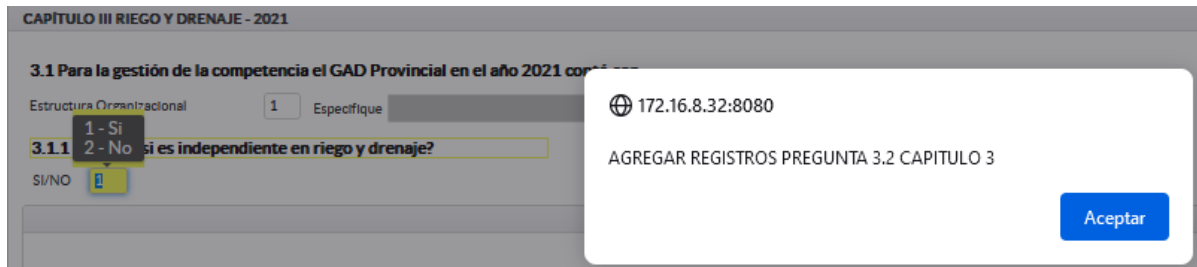 CAPÍTULO III RIEGO Y DRENAJE - 2021
3.1 Para la gestión de la competencia el GAD Provincial en el año 2021
Estructura Organizacional 1 Especifique
1 - Si
2 - No
3.1.1 si es independiente en riego y drenaje?
SI/NO 1
172.16.8.32:8080
AGREGAR REGISTROS PREGUNTA 3.2 CAPITULO 3
Aceptar